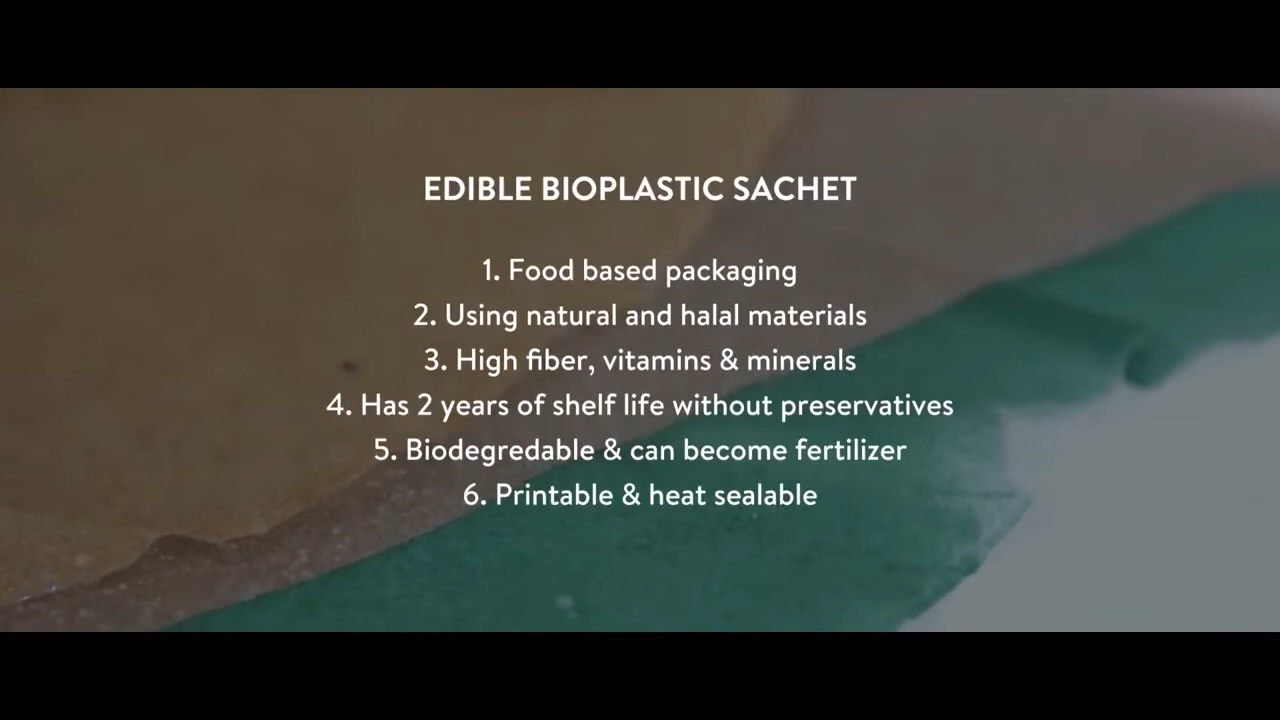 EDIBLE BIOPLASTIC SACHET
1. Food based packaging
2. Using natural and halal materials
3. High fiber, vitamins & minerals
4. Has 2 years of shelf life without preservatives
5. Biodegredable & can become fertilizer
6. Printable & heat sealable